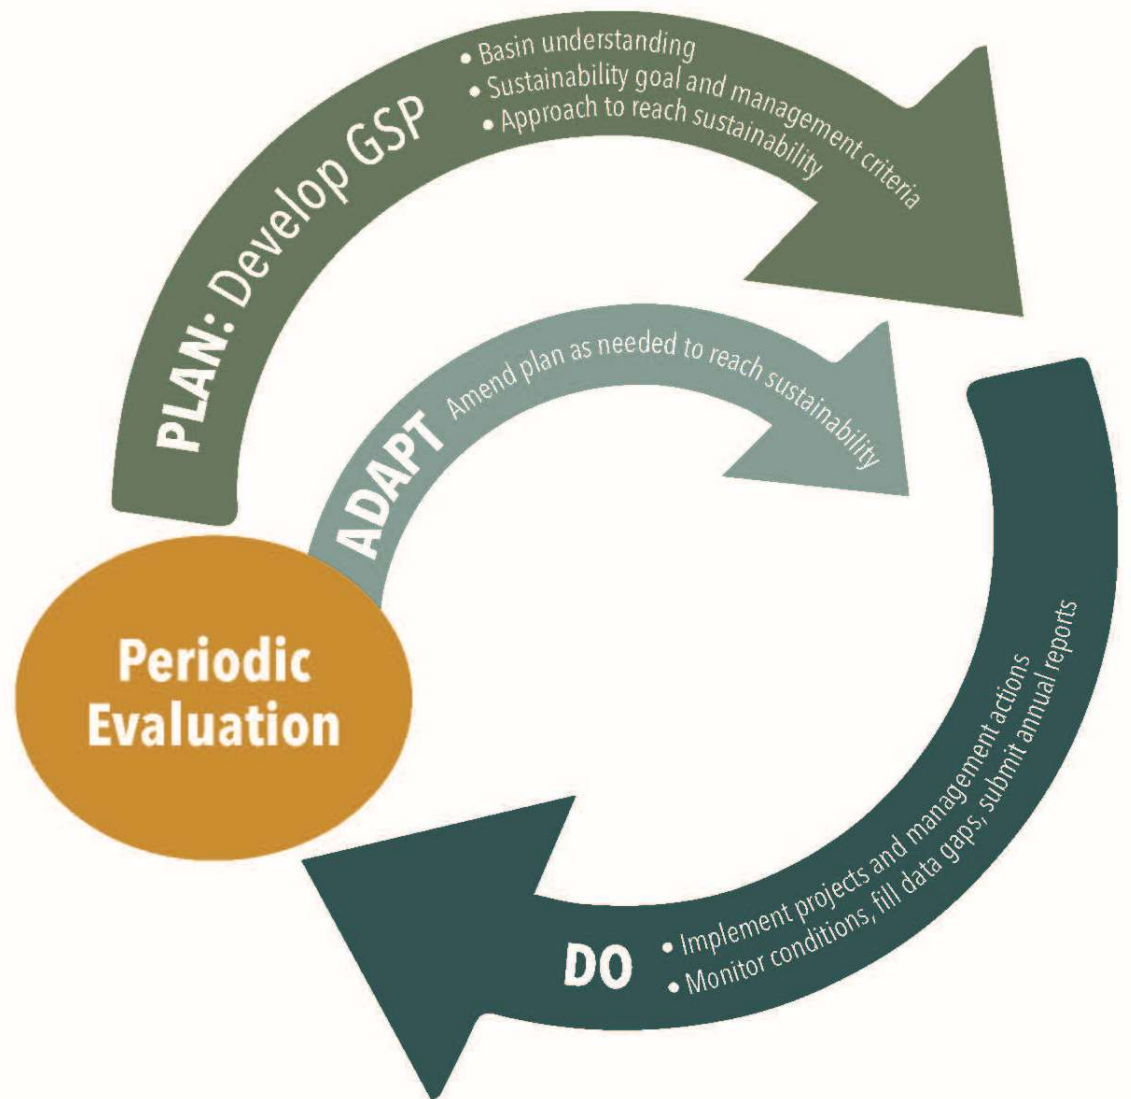 PLAN: Develop GSP
• Basin understanding
• Sustainability goal and management criteria
• Approach to reach sustainability
ADAPT Amend plan as needed to reach sustainability
Periodic
Evaluation
DO
• Implement projects and management actions
• Monitor conditions, fill data gaps, submit annual reports